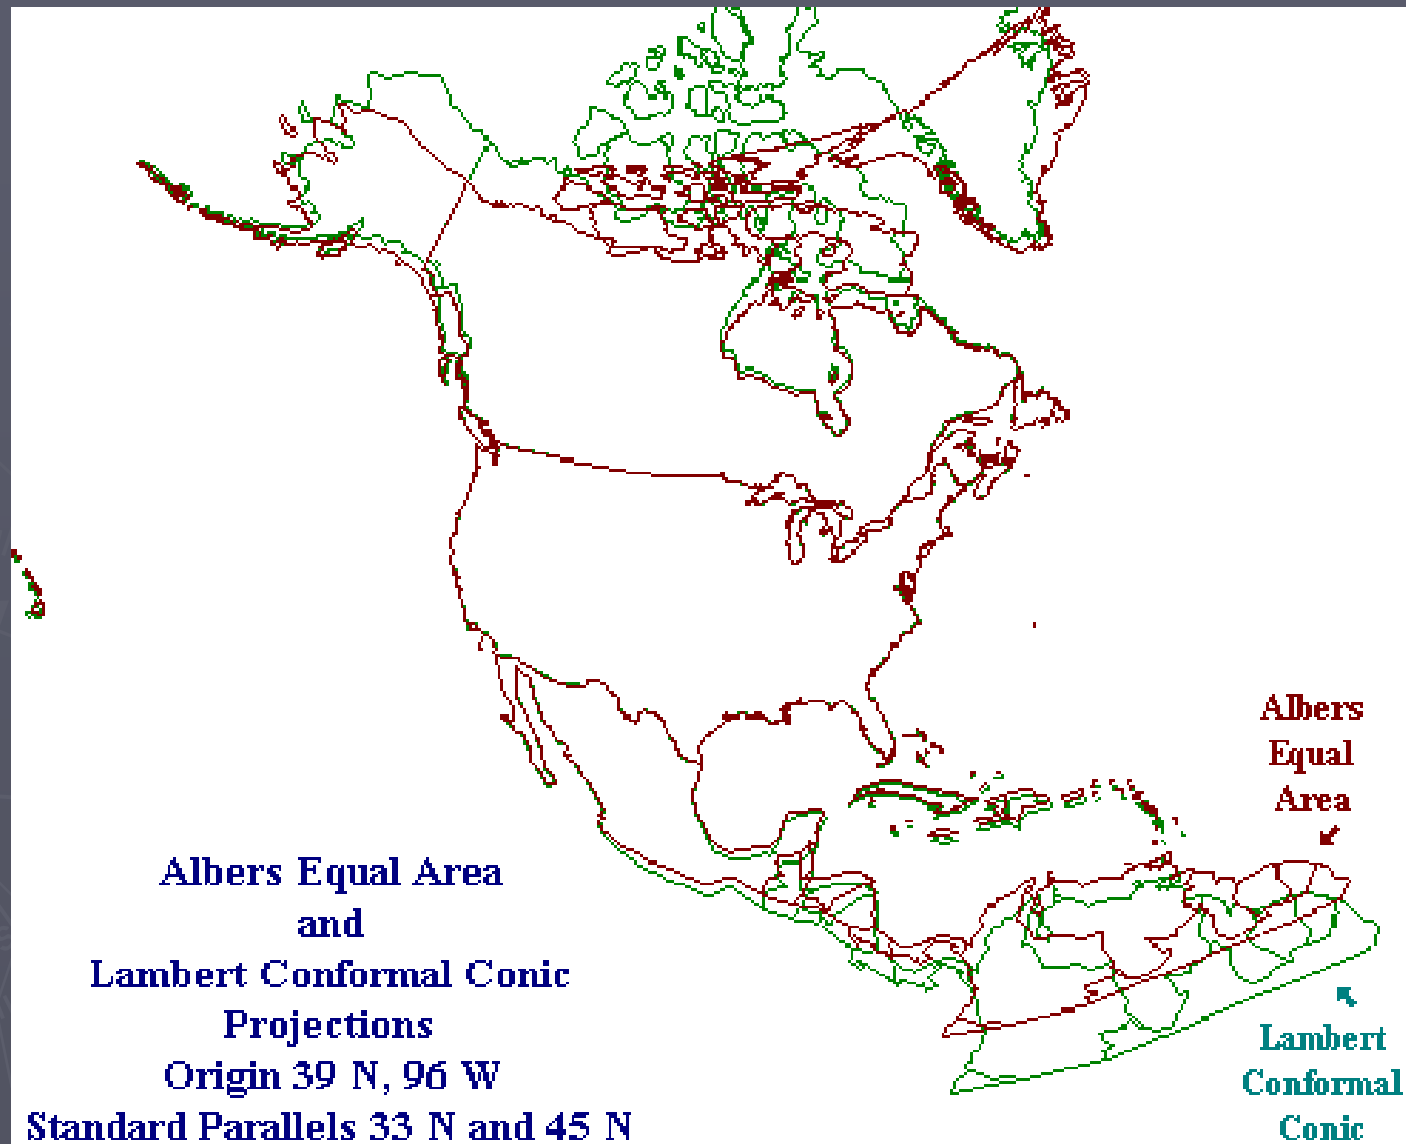 Albers
Equal
Area
Albers Equal Area
and
Lambert Conformal Conic
Projections
Origin 39 N, 96 W
Standard Parallels 33 N and 45 N
Lambert
Conformal
Conic